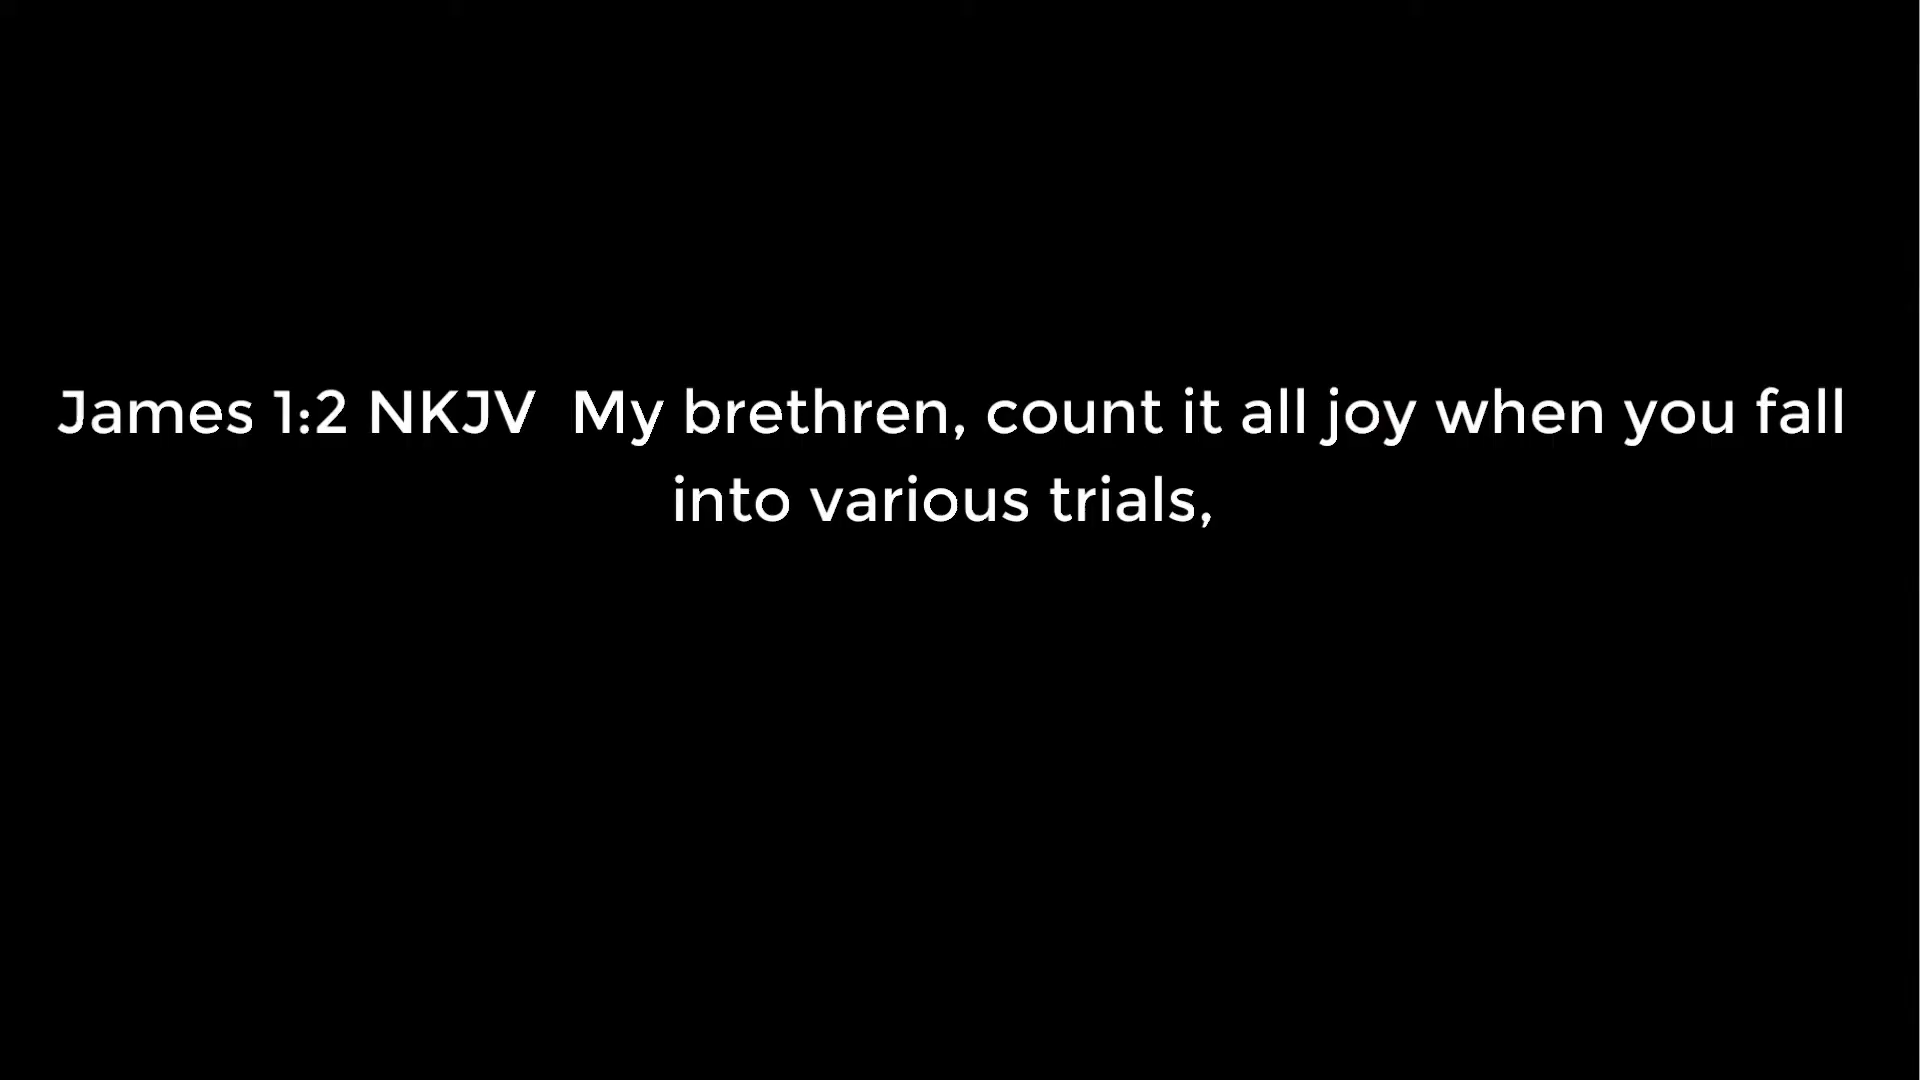 James 1:2 NKJV  My brethren, count it all joy when you fall
into various trials,